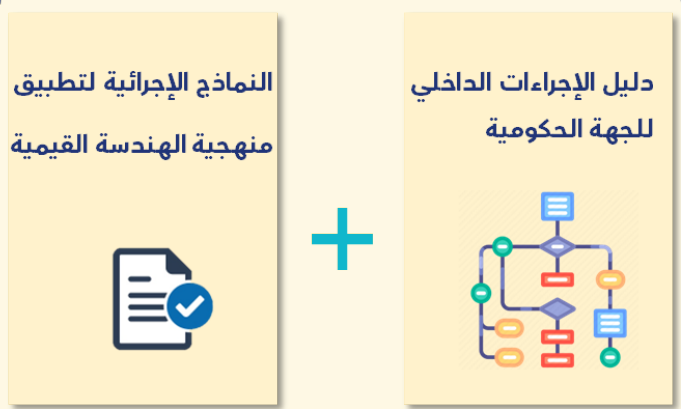 دليل الإجراءات الداخلي
للجهة الحكومية
النماذج الإجرائية لتطبيق
منهجية الهندسة القيمية